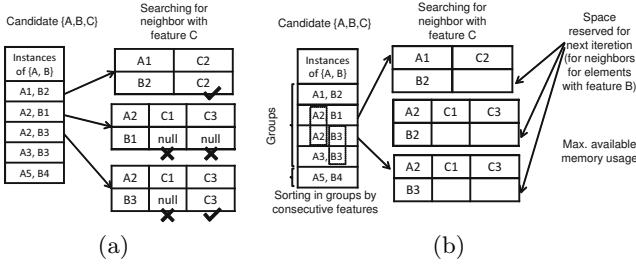 Candidate {A,B,C}
Searching for
neighbor with
feature C
Instances
of {A, B}
A1, B2
A2, B1
A2, B3
A3, B3
A5, B4
A1 C2
B2 C2
A2 C1 C3
B1 null null
A2 C1 C3
B3 null C3
(a)
Candidate {A,B,C}
Searching for
neighbor with
feature C
Space
reserved for
next iteretion
(for neighbors
for elements
with feature B)
Groups
Instances
of {A, B}
A1, B2
A2, B1
A2, B3
A3, B3
A5, B4
Sorting in groups by
consecutive features
A1 C2
B2
A2 C1 C3
B2
A2 C1 C3
B3
Max. available
memory usage
(b)